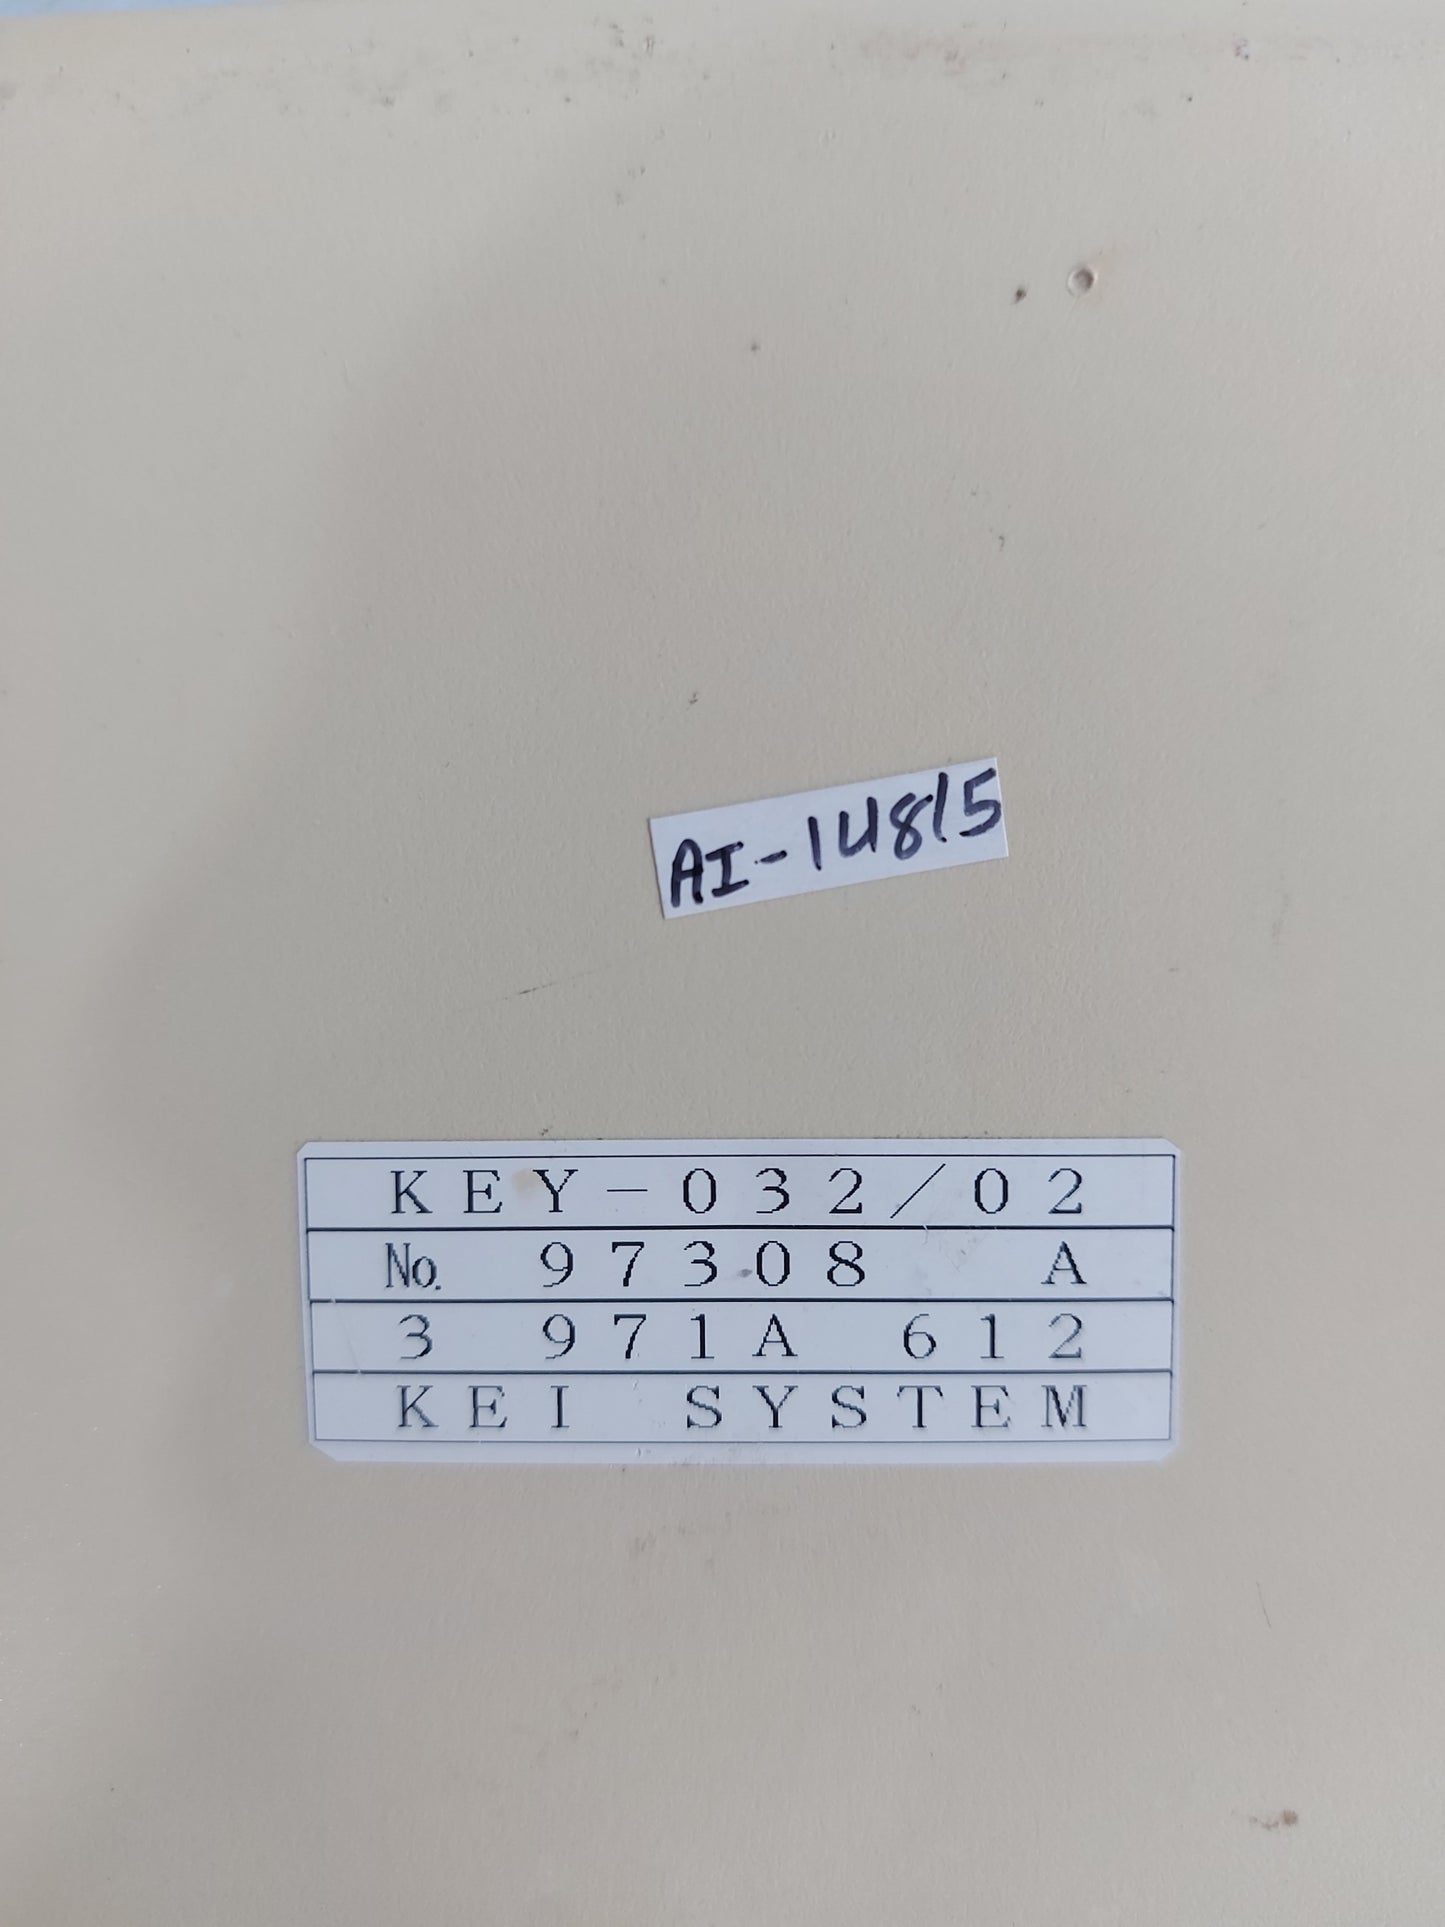 AI-14815
KEY-032/02
No. 97308 A
3 971A 612
KEI SYSTEM